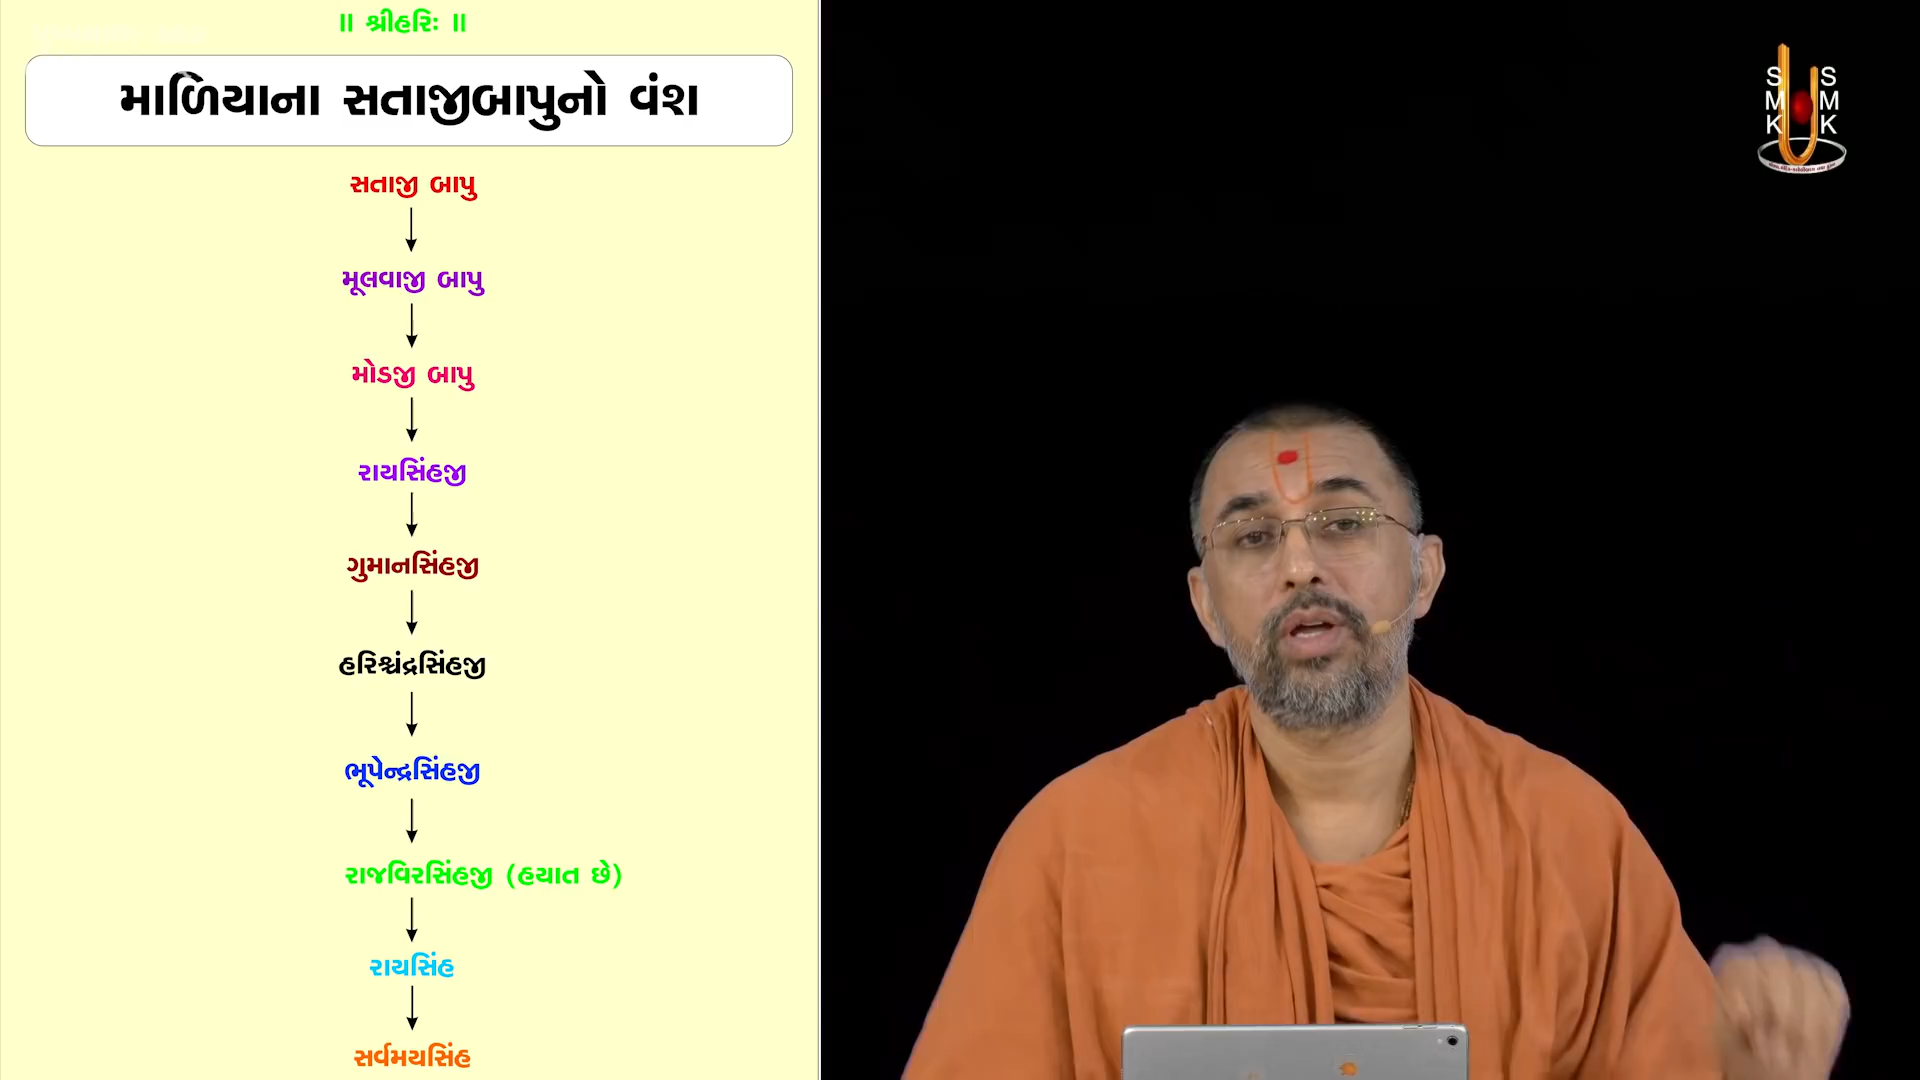 ॥ શ્રીહરિઃ ॥
માળિયાના સતાજીબાપુનો વંશ
સતાજી બાપુ
મૂલવાજી બાપુ
મોડજી બાપુ
રાયસિંહજી
ગુમાનસિંહજી
હરિશ્ચંદ્રસિંહજી
ભૂપેન્દ્રસિંહજી
રાજવિરસિંહજી (હયાત છે)
રાયસિંહ
સર્વમયસિંહ
S S
M M
K K